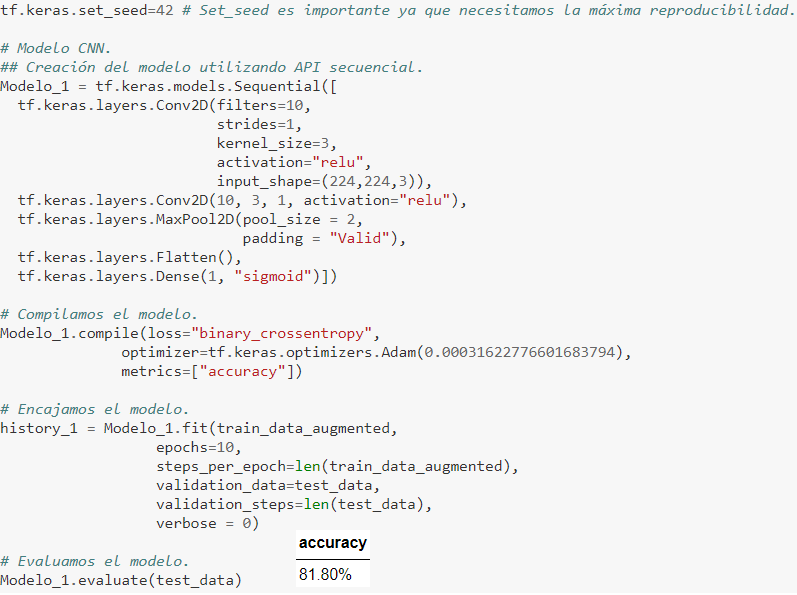 tf.keras.set_seed=42 # Set_seed es importante ya que necesitamos la máxima reproducibilidad.
# Modelo CNN.
## Creación del modelo utilizando API secuencial.
Modelo_1 = tf.keras.models.Sequential([
  tf.keras.layers.Conv2D(filters=10,
                         strides=1,
                         kernel_size=3,
                         activation="relu",
                         input_shape=(224,224,3)),
  tf.keras.layers.Conv2D(10, 3, 1, activation="relu"),
  tf.keras.layers.MaxPool2D(pool_size = 2,
                            padding = "Valid"),
  tf.keras.layers.Flatten(),
  tf.keras.layers.Dense(1, "sigmoid")])
# Compilamos el modelo.
Modelo_1.compile(loss="binary_crossentropy",
              optimizer=tf.keras.optimizers.Adam(0.00031622776601683794),
              metrics=["accuracy"])
# Encajamos el modelo.
history_1 = Modelo_1.fit(train_data_augmented,
                  epochs=10,
                  steps_per_epoch=len(train_data_augmented),
                  validation_data=test_data,
                  validation_steps=len(test_data),
                  verbose = 0)
# Evaluamos el modelo.
Modelo_1.evaluate(test_data)
accuracy
81.80%